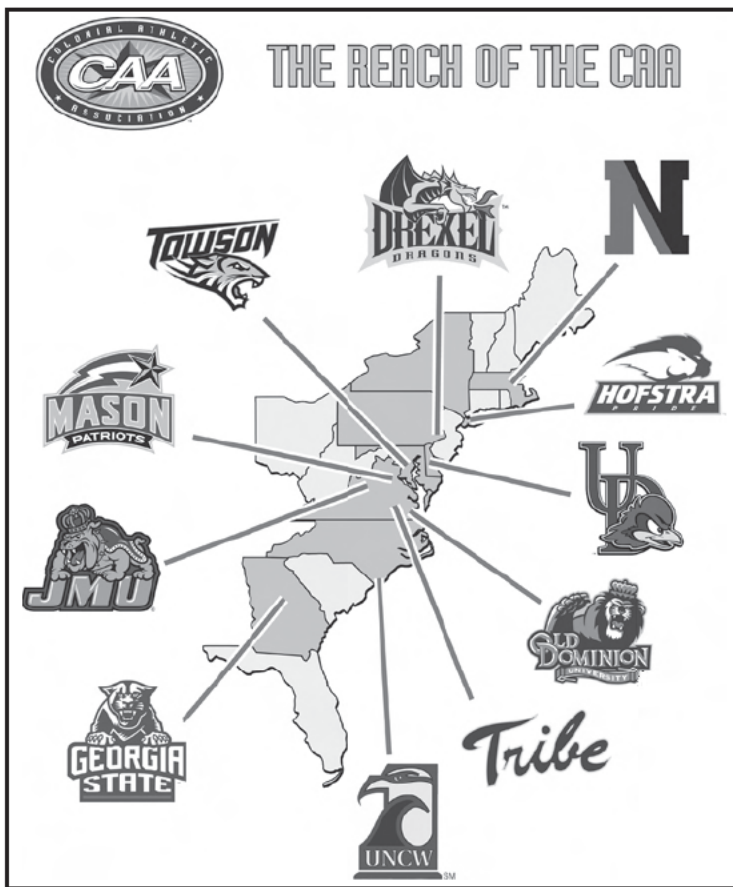 COLONIAL ATHLETIC
CAA
ASSOCIATION
THE REACH OF THE CAA
TOWSON
DREXEL
DRAGONS
TM
N
MASON
PATRIOTS
HOFSTRA
PRIDE
UD
JMU
OLD
DOMINION
UNIVERSITY
GEORGIA
STATE
Tribe
UNCW
SM